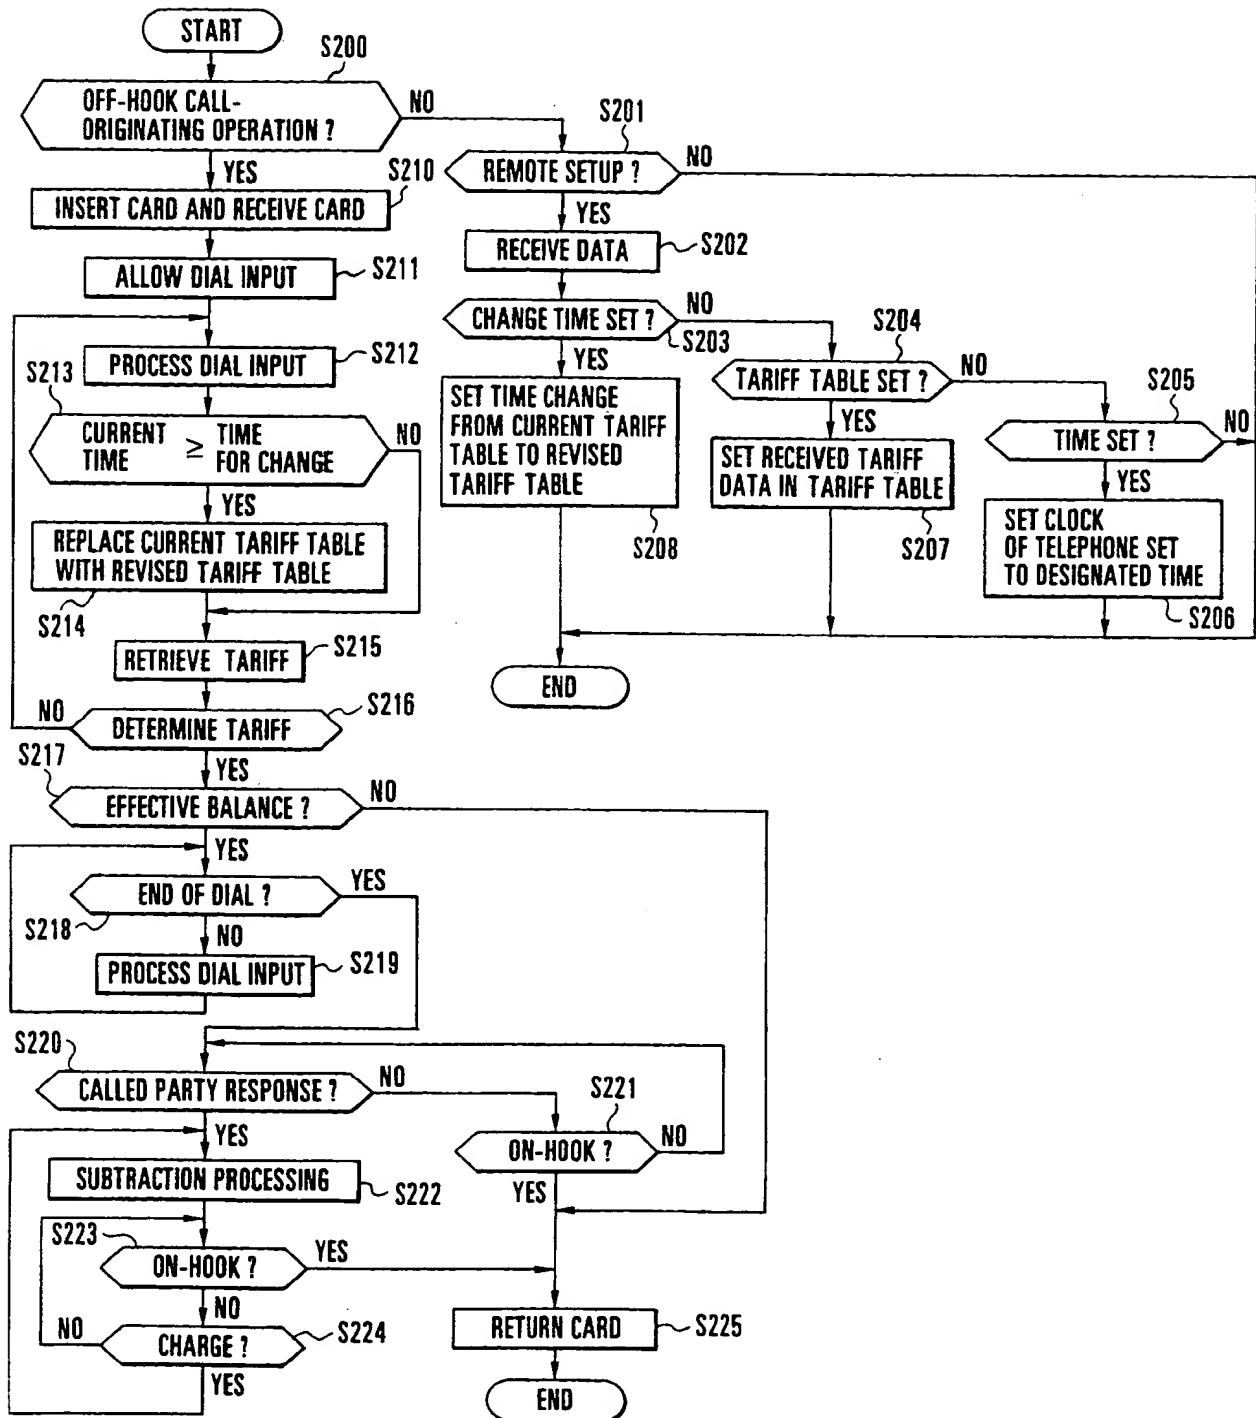 START
S200
OFF-HOOK CALL-
ORIGINATING OPERATION ?
NO
YES
S201
REMOTE SETUP ?
NO
YES
S210
INSERT CARD AND RECEIVE CARD
RECEIVE DATA
S202
ALLOW DIAL INPUT
S211
CHANGE TIME SET ?
NO
S203
YES
S204
TARIFF TABLE SET ?
NO
YES
S205
TIME SET ?
NO
YES
PROCESS DIAL INPUT
S212
S213
CURRENT
TIME
≥
TIME
FOR CHANGE
NO
YES
SET TIME CHANGE
FROM CURRENT TARIFF
TABLE TO REVISED
TARIFF TABLE
S208
SET RECEIVED TARIFF
DATA IN TARIFF TABLE
S207
SET CLOCK
OF TELEPHONE SET
TO DESIGNATED TIME
S206
REPLACE CURRENT TARIFF TABLE
WITH REVISED TARIFF TABLE
S214
RETRIEVE TARIFF
S215
END
NO
DETERMINE TARIFF
S216
YES
S217
EFFECTIVE BALANCE ?
NO
YES
END OF DIAL ?
YES
S218
NO
PROCESS DIAL INPUT
S219
S220
CALLED PARTY RESPONSE ?
NO
YES
S221
ON-HOOK ?
NO
YES
SUBTRACTION PROCESSING
S222
S223
ON-HOOK ?
YES
NO
NO
CHARGE ?
S224
YES
RETURN CARD
S225
END